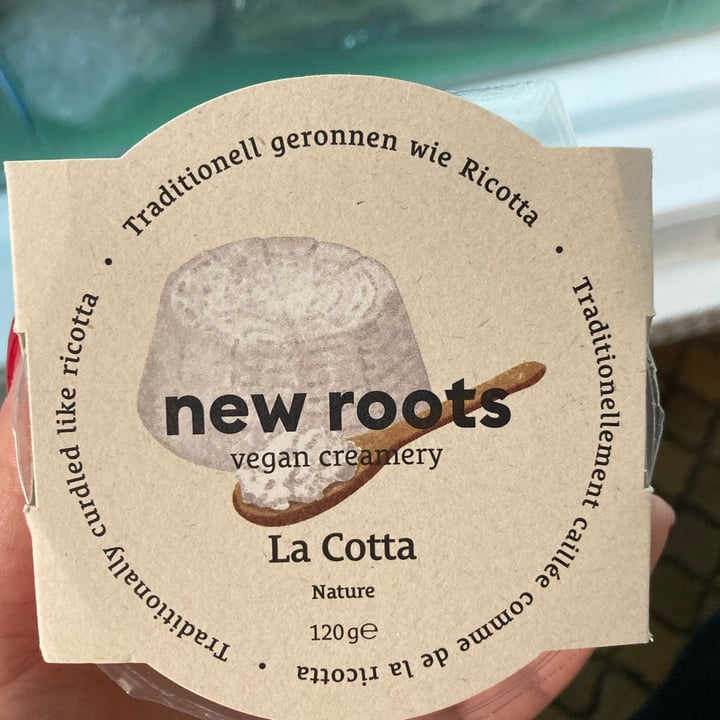 Traditionell geronnen wie Ricotta
Traditionellement caillée comme de la ricotta
Traditionally curdled like ricotta
new roots
vegan creamery
La Cotta
Nature
120 g ℮